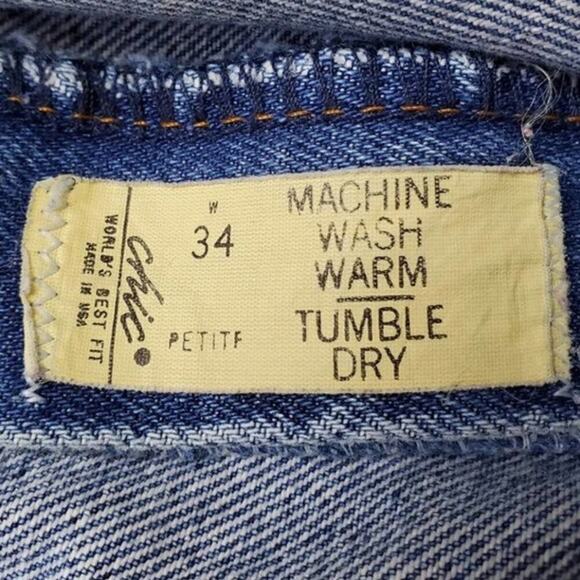 WORLD'S BEST FIT
MADE IN USA
chic
W
34
PETITE
MACHINE
WASH
WARM
TUMBLE
DRY